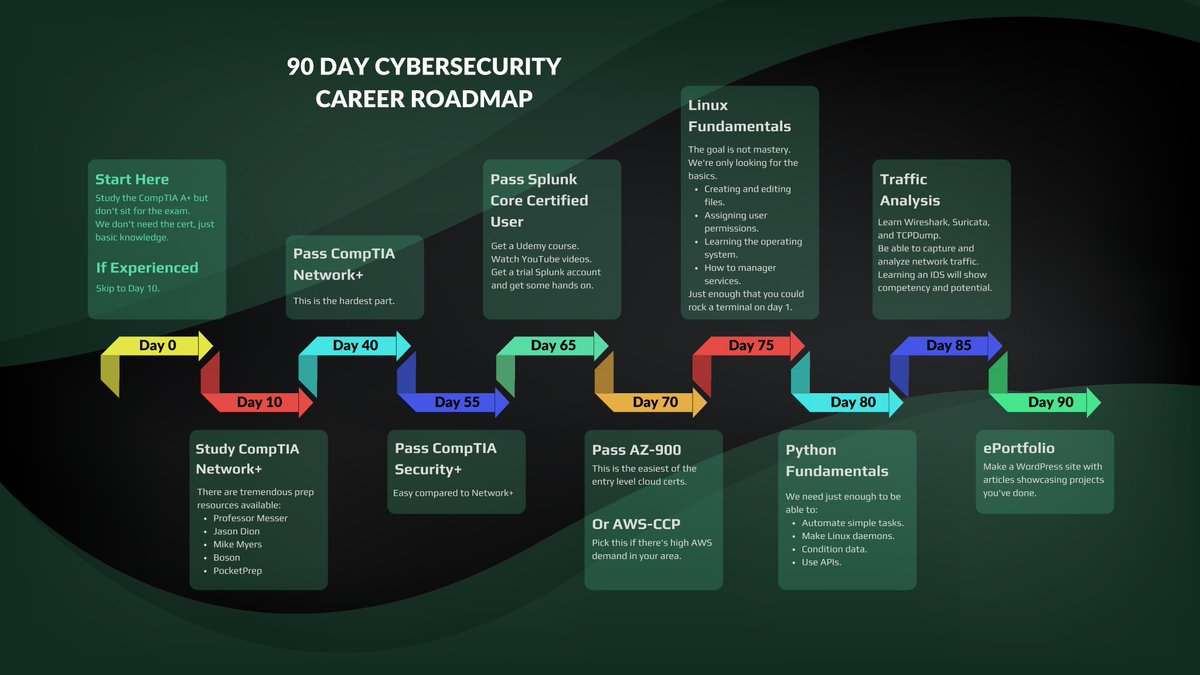 90 DAY CYBERSECURITY
CAREER ROADMAP
Start Here
Study the CompTIA A+ but
don't sit for the exam.
We don't need the cert, just
basic knowledge.
If Experienced
Skip to Day 10.
Day 0
Day 10
Study CompTIA
Network+
There are tremendous prep
resources available:
• Professor Messer
• Jason Dion
• Mike Myers
• Boson
• PocketPrep
Pass CompTIA
Network+
This is the hardest part.
Day 40
Day 55
Pass CompTIA
Security+
Easy compared to Network+
Pass Splunk
Core Certified
User
Get a Udemy course.
Watch YouTube videos.
Get a trial Splunk account
and get some hands on.
Day 65
Day 70
Pass AZ-900
This is the easiest of the
entry level cloud certs.
Or AWS-CCP
Pick this if there's high AWS
demand in your area.
Linux
Fundamentals
The goal is not mastery.
We're only looking for the
basics.
• Creating and editing
files.
• Assigning user
permissions.
• Learning the operating
system.
• How to manager
services.
Just enough that you could
rock a terminal on day 1.
Day 75
Day 80
Python
Fundamentals
We need just enough to be
able to:
• Automate simple tasks.
• Make Linux daemons.
• Condition data.
• Use APIs.
Traffic
Analysis
Learn Wireshark, Suricata,
and TCPDump.
Be able to capture and
analyze network traffic.
Learning an IDS will show
competency and potential.
Day 85
Day 90
ePortfolio
Make a WordPress site with
articles showcasing projects
you've done.